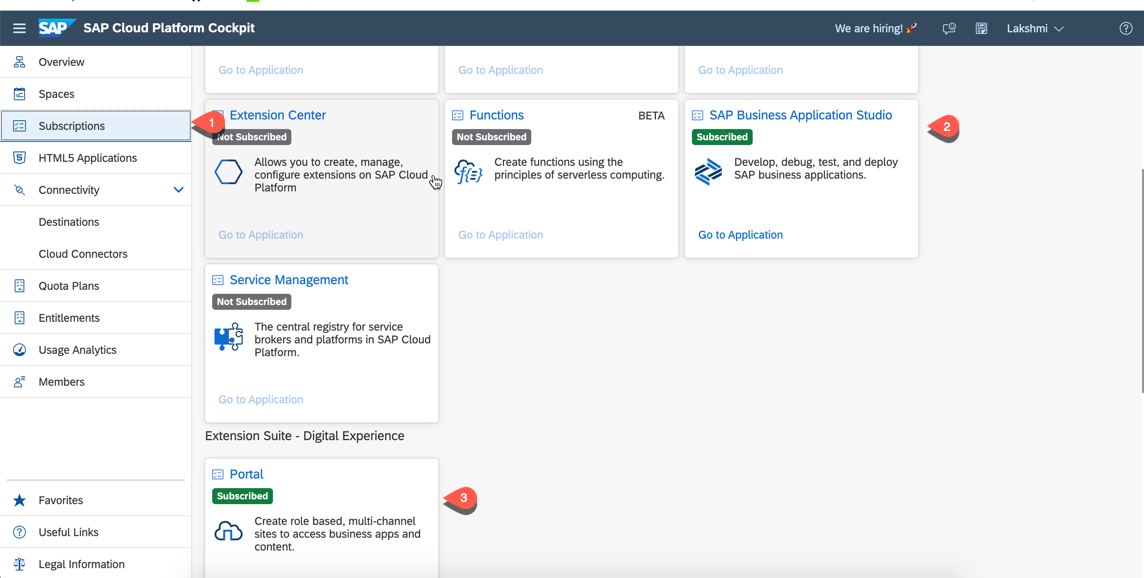 SAP SAP Cloud Platform Cockpit
We are hiring!
Lakshmi
Overview
Spaces
Subscriptions
HTML5 Applications
Connectivity
Destinations
Cloud Connectors
Quota Plans
Entitlements
Usage Analytics
Members
Favorites
Useful Links
Legal Information
1
Go to Application
Go to Application
Go to Application
Extension Center
Not Subscribed
Allows you to create, manage,
configure extensions on SAP Cloud
Platform
Go to Application
Functions
BETA
Not Subscribed
Create functions using the
principles of serverless computing.
Go to Application
SAP Business Application Studio
Subscribed
Develop, debug, test, and deploy
SAP business applications.
Go to Application
2
Service Management
Not Subscribed
The central registry for service
brokers and platforms in SAP Cloud
Platform.
Go to Application
Extension Suite - Digital Experience
Portal
Subscribed
Create role based, multi-channel
sites to access business apps and
content.
3